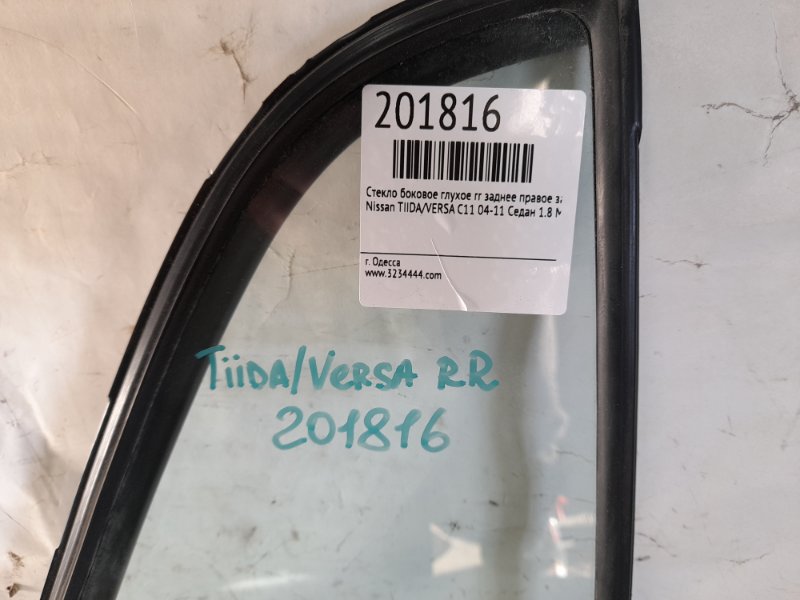 201816
Стекло боковое глухое rr заднее правое за
Nissan TIIDA/VERSA C11 04-11 Седан 1.8 M
г. Одесса
www.3234444.com
TiiDA/VERSA RR
201816